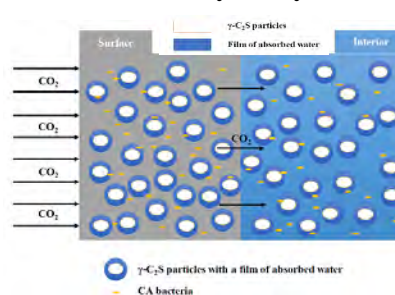 γ-C₂S particles
Surface
Film of absorbed water
Interior
CO₂
CO₂
CO₂
CO₂
CO₂
γ-C₂S particles with a film of absorbed water
CA bacteria